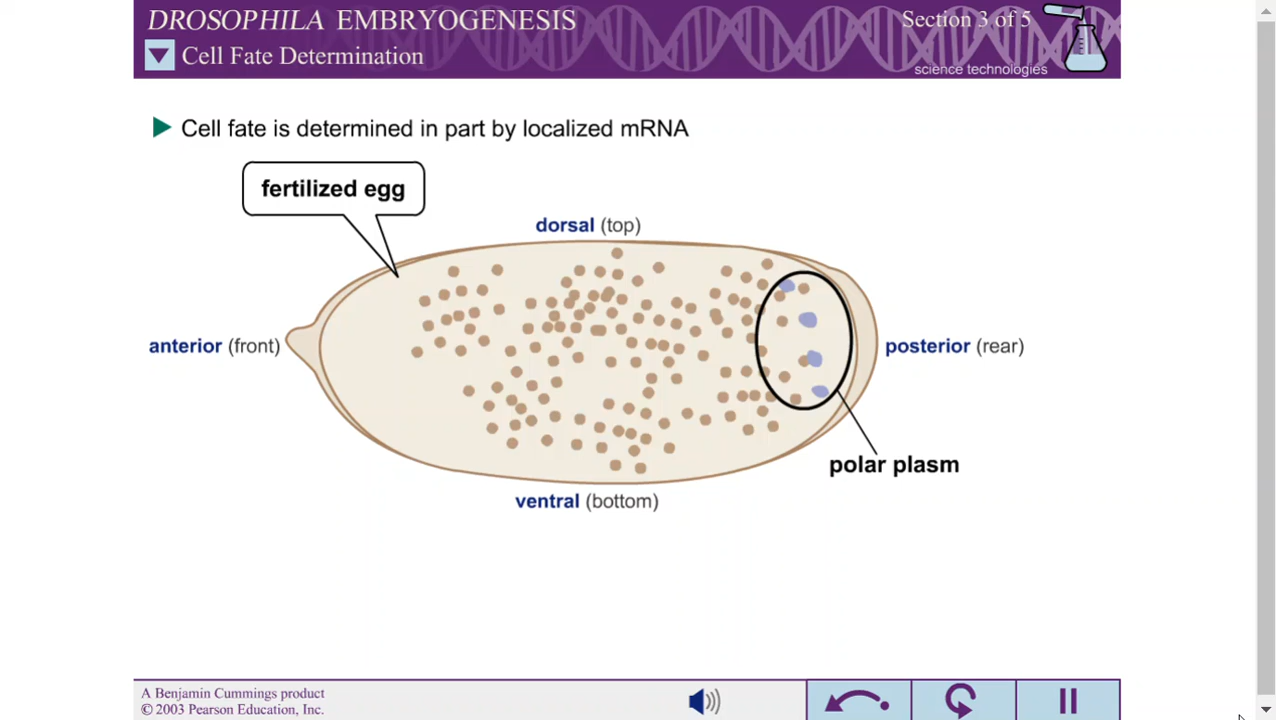 DROSOPHILA EMBRYOGENESIS
Section 3 of 5
Cell Fate Determination
science technologies
Cell fate is determined in part by localized mRNA
fertilized egg
dorsal (top)
anterior (front)
posterior (rear)
polar plasm
ventral (bottom)
A Benjamin Cummings product
© 2003 Pearson Education, Inc.